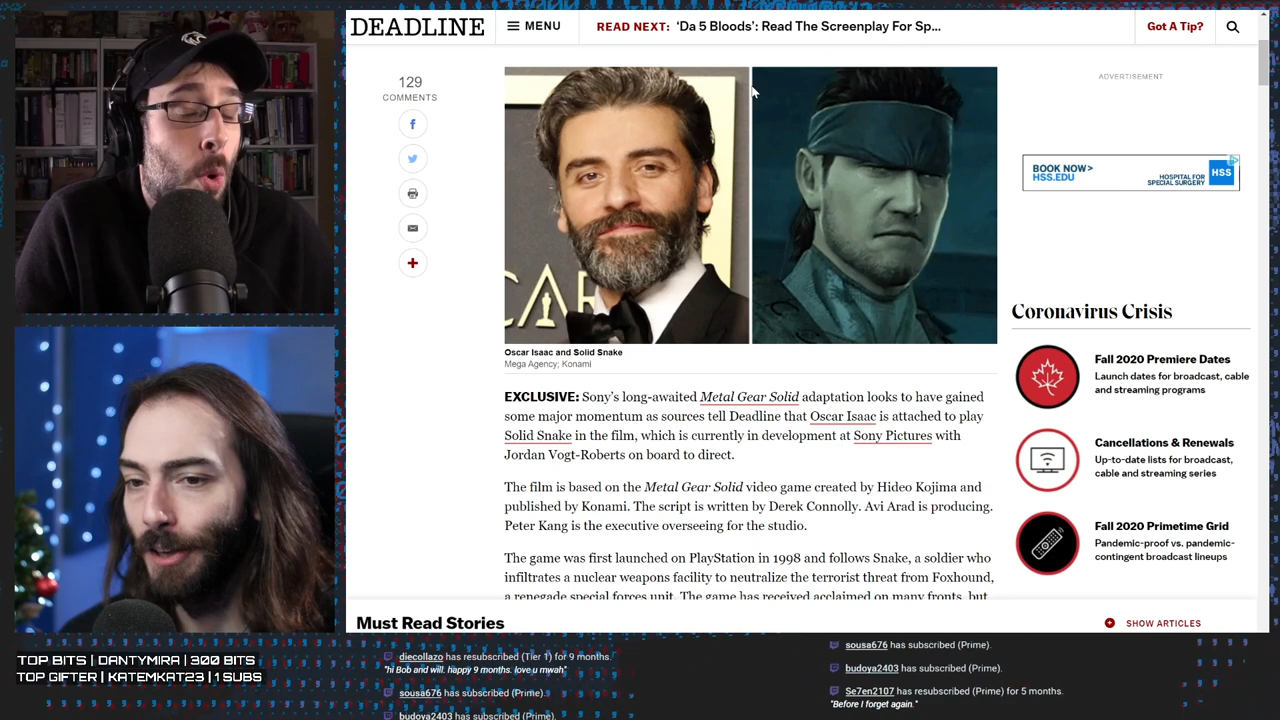 DEADLINE
MENU
READ NEXT: ‘Da 5 Bloods’: Read The Screenplay For Sp...
Got A Tip?
129
COMMENTS
Oscar Isaac and Solid Snake
Mega Agency; Konami
EXCLUSIVE: Sony’s long-awaited Metal Gear Solid adaptation looks to have gained
some major momentum as sources tell Deadline that Oscar Isaac is attached to play
Solid Snake in the film, which is currently in development at Sony Pictures with
Jordan Vogt-Roberts on board to direct.
The film is based on the Metal Gear Solid video game created by Hideo Kojima and
published by Konami. The script is written by Derek Connolly. Avi Arad is producing.
Peter Kang is the executive overseeing for the studio.
The game was first launched on PlayStation in 1998 and follows Snake, a soldier who
infiltrates a nuclear weapons facility to neutralize the terrorist threat from Foxhound,
a renegade special forces unit. The game has received acclaimed on many fronts, but
ADVERTISEMENT
BOOK NOW>
HSS.EDU
HOSPITAL FOR
SPECIAL SURGERY
HSS
Coronavirus Crisis
Fall 2020 Premiere Dates
Launch dates for broadcast, cable
and streaming programs
Cancellations & Renewals
Up-to-date lists for broadcast,
cable and streaming series
Fall 2020 Primetime Grid
Pandemic-proof vs. pandemic-
contingent broadcast lineups
Must Read Stories
SHOW ARTICLES
TOP BITS | DANTYMIRA | 300 BITS
TOP GIFTER | KATEMKAT23 | 1 SUBS
diecollazo has resubscribed (Tier 1) for 9 months.
"hi Bob and will. happy 9 months. love u mwah"
sousa676 has subscribed (Prime).
budoya2403 has subscribed (Prime).
sousa676 has subscribed (Prime).
budoya2403 has subscribed (Prime).
Se7en2107 has resubscribed (Prime) for 5 months.
"Before I forget again."